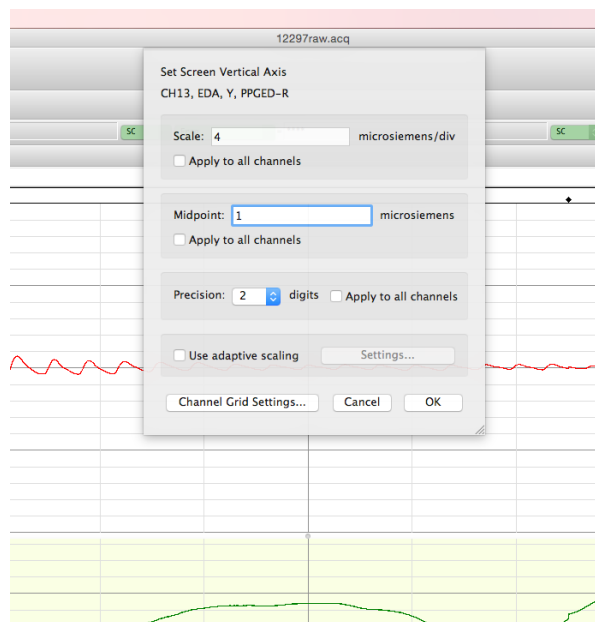 12297raw.acq
Set Screen Vertical Axis
CH13, EDA, Y, PPGED-R
SC
SC
Scale: 4 microsiemens/div
Apply to all channels
Midpoint: 1 microsiemens
Apply to all channels
Precision: 2 digits Apply to all channels
Use adaptive scaling Settings...
Channel Grid Settings... Cancel OK